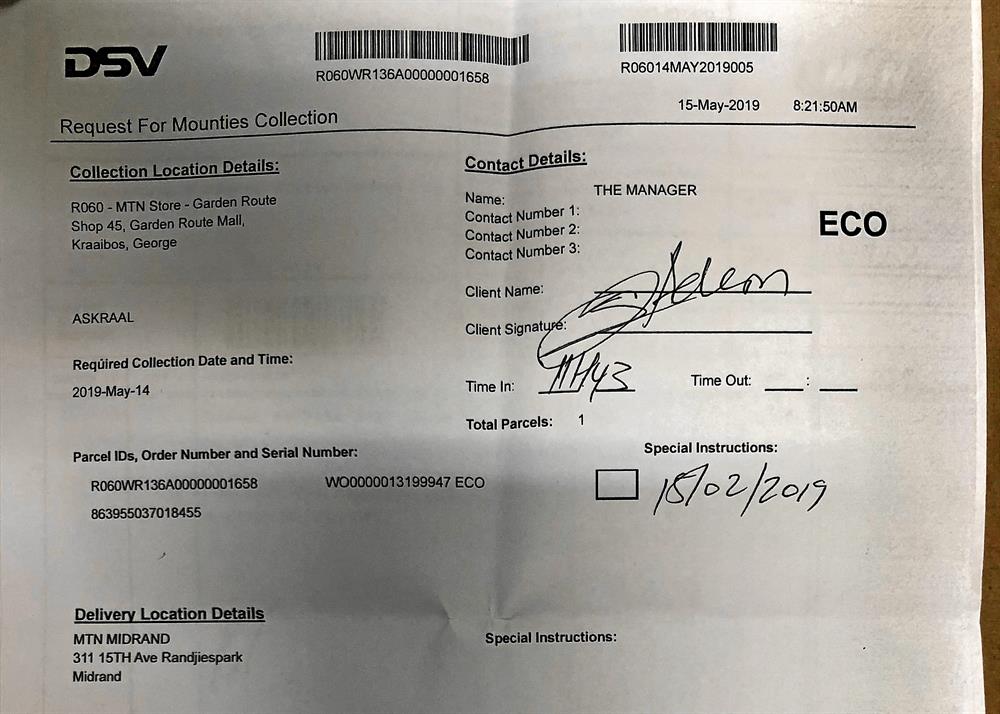 DSV
R060WR136A00000001658
R06014MAY2019005
15-May-2019 8:21:50AM
Request For Mounties Collection
Collection Location Details:
R060 - MTN Store - Garden Route
Shop 45, Garden Route Mall,
Kraaibos, George
ASKRAAL
Required Collection Date and Time:
2019-May-14
Contact Details:
Name: THE MANAGER
Contact Number 1:
Contact Number 2:
Contact Number 3:
ECO
Client Name:
Client Signature:
Time In: 11H43 Time Out: __ : __
Total Parcels: 1
Parcel IDs, Order Number and Serial Number:
R060WR136A00000001658 WO0000013199947 ECO
863955037018455
Special Instructions:
15/02/2019
Delivery Location Details
MTN MIDRAND
311 15TH Ave Randjiespark
Midrand
Special Instructions: